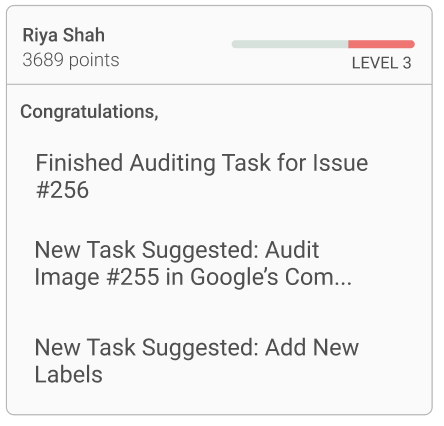 Riya Shah
3689 points
LEVEL 3
Congratulations,
Finished Auditing Task for Issue
#256
New Task Suggested: Audit
Image #255 in Google’s Com...
New Task Suggested: Add New
Labels